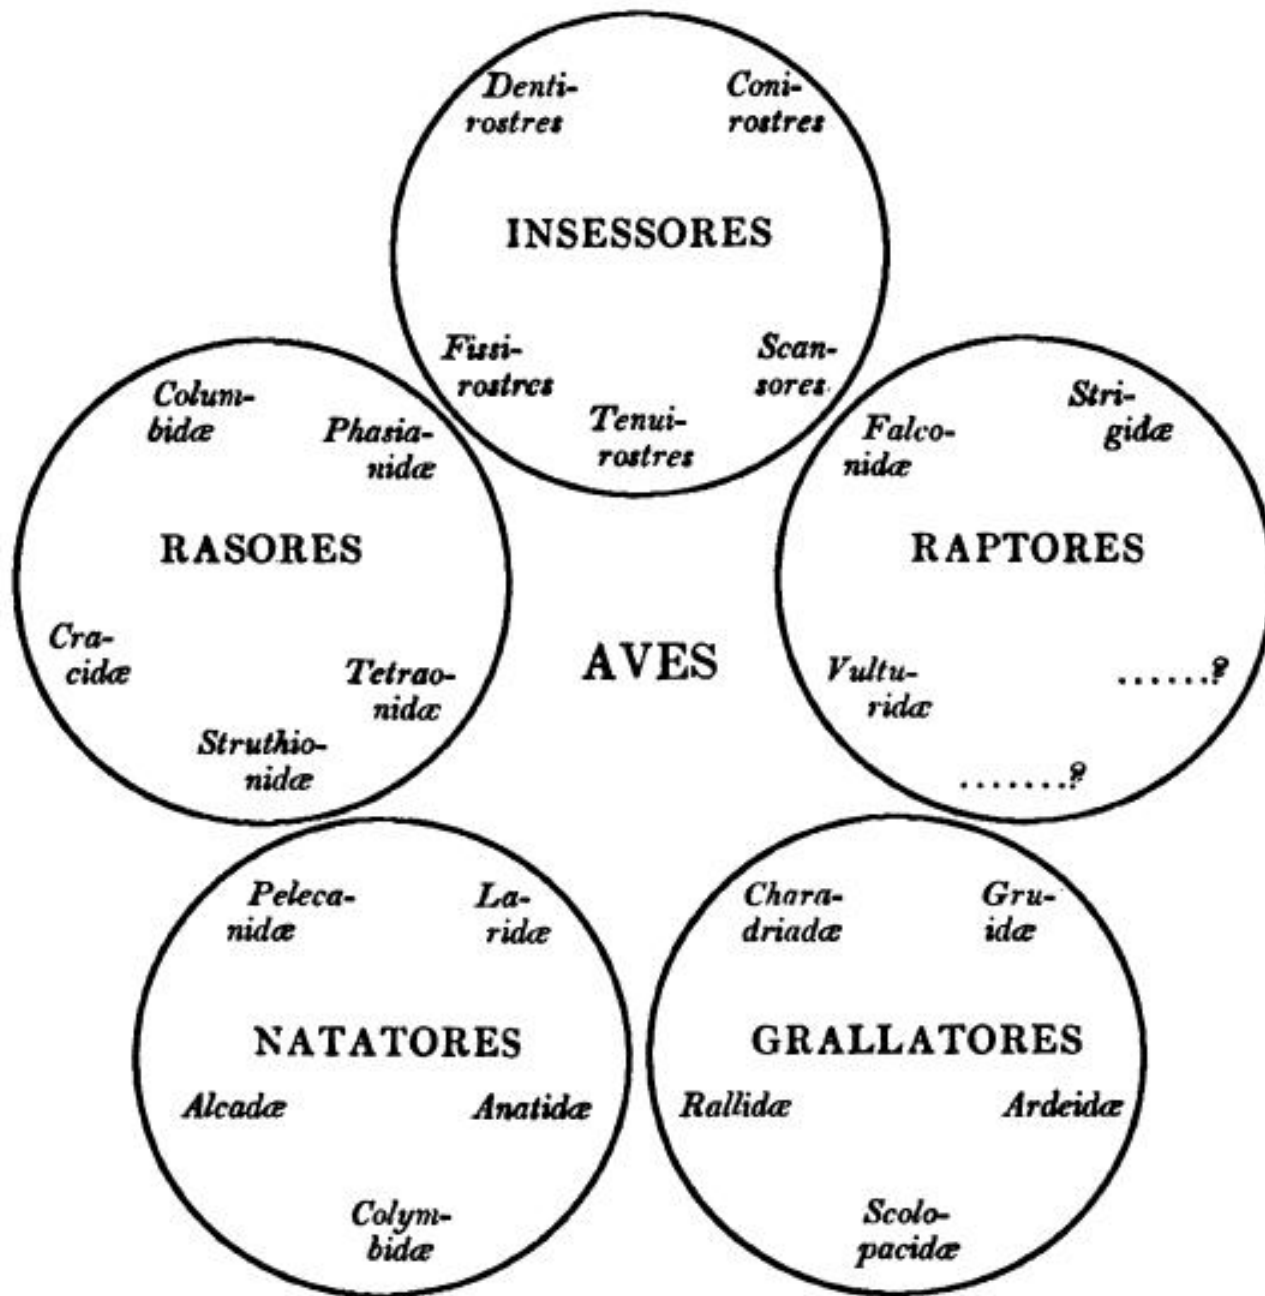 Denti-
rostres
Coni-
rostres
INSESSORES
Fissi-
rostres
Scan-
sores
Tenui-
rostres
Colum-
bidæ
Phasia-
nidæ
RASORES
Cra-
cidæ
Tetrao-
nidæ
Struthio-
nidæ
Falco-
nidæ
Stri-
gidæ
RAPTORES
Vultu-
ridæ
......?
.......?
AVES
Peleca-
nidæ
La-
ridæ
NATATORES
Alcadæ
Anatidæ
Colym-
bidæ
Chara-
driadæ
Gru-
idæ
GRALLATORES
Rallidæ
Ardeidæ
Scolo-
pacidæ